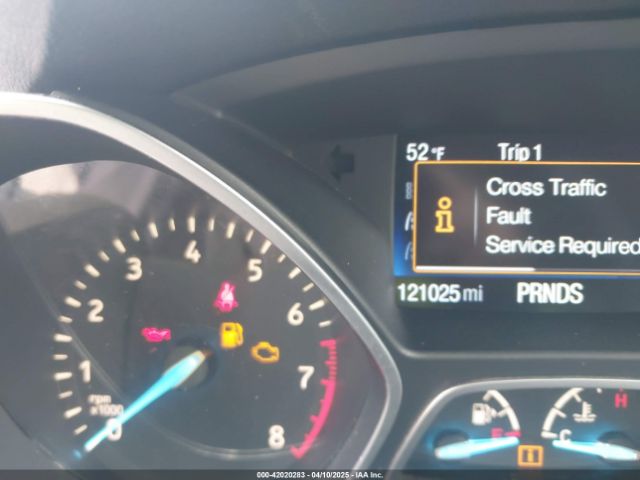 52 °F Trip 1
Cross Traffic
Fault
Service Required
121025 mi PRNDS
0 1 2 3 4 5 6 7 8
rpm
x1000
E C H
000-42020283 - 04/10/2025 - IAA Inc.